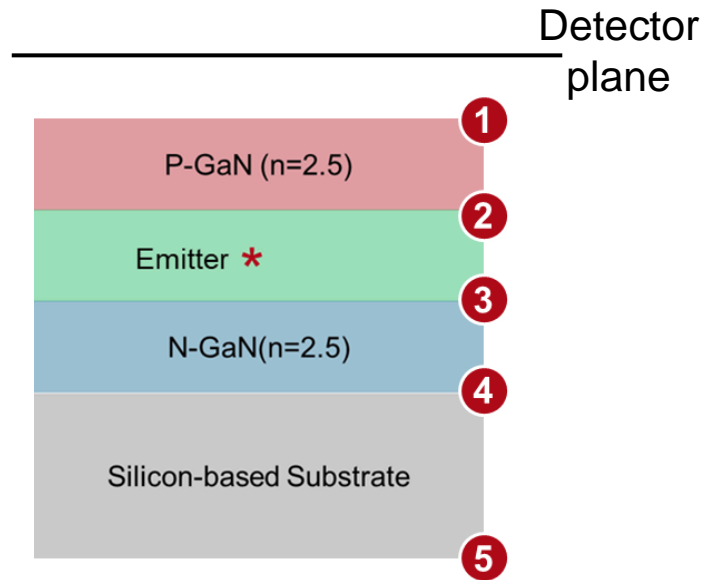 Detector
plane
1
P-GaN (n=2.5)
2
Emitter *
3
N-GaN(n=2.5)
4
Silicon-based Substrate
5